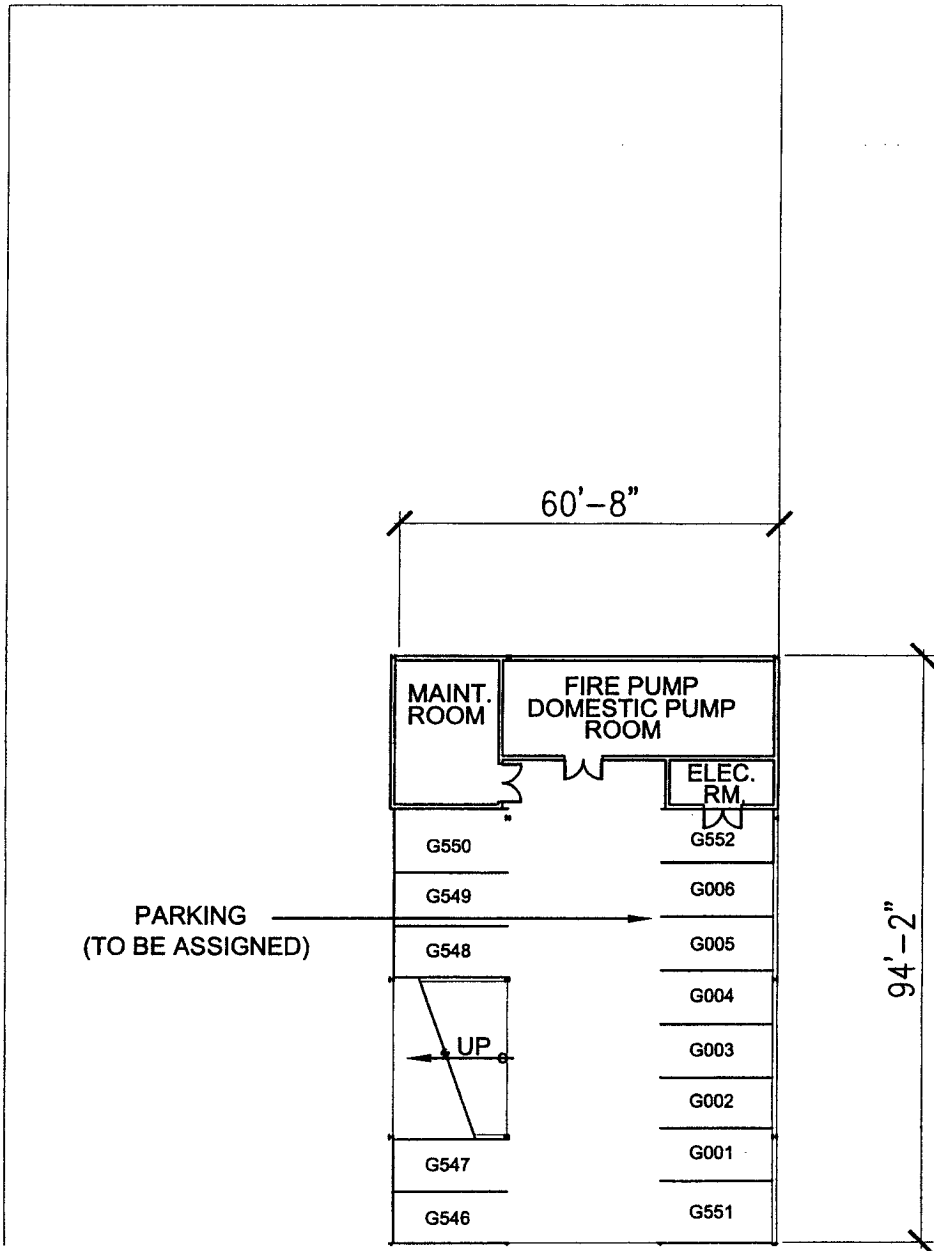 60'-8"
MAINT.
ROOM
FIRE PUMP
DOMESTIC PUMP
ROOM
ELEC.
RM.
G550
G552
G549
G006
PARKING
(TO BE ASSIGNED)
G548
G005
94'-2"
G004
UP
G003
G002
G547
G001
G546
G551